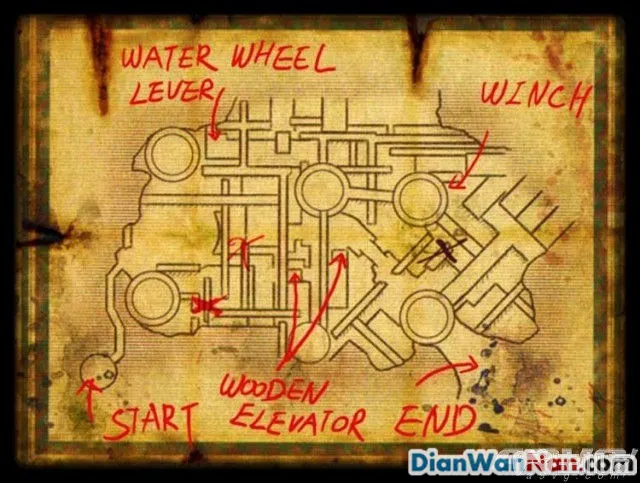 WATER WHEEL
LEVER
WINCH
START
WOODEN
ELEVATOR
END
DianWanNan.com